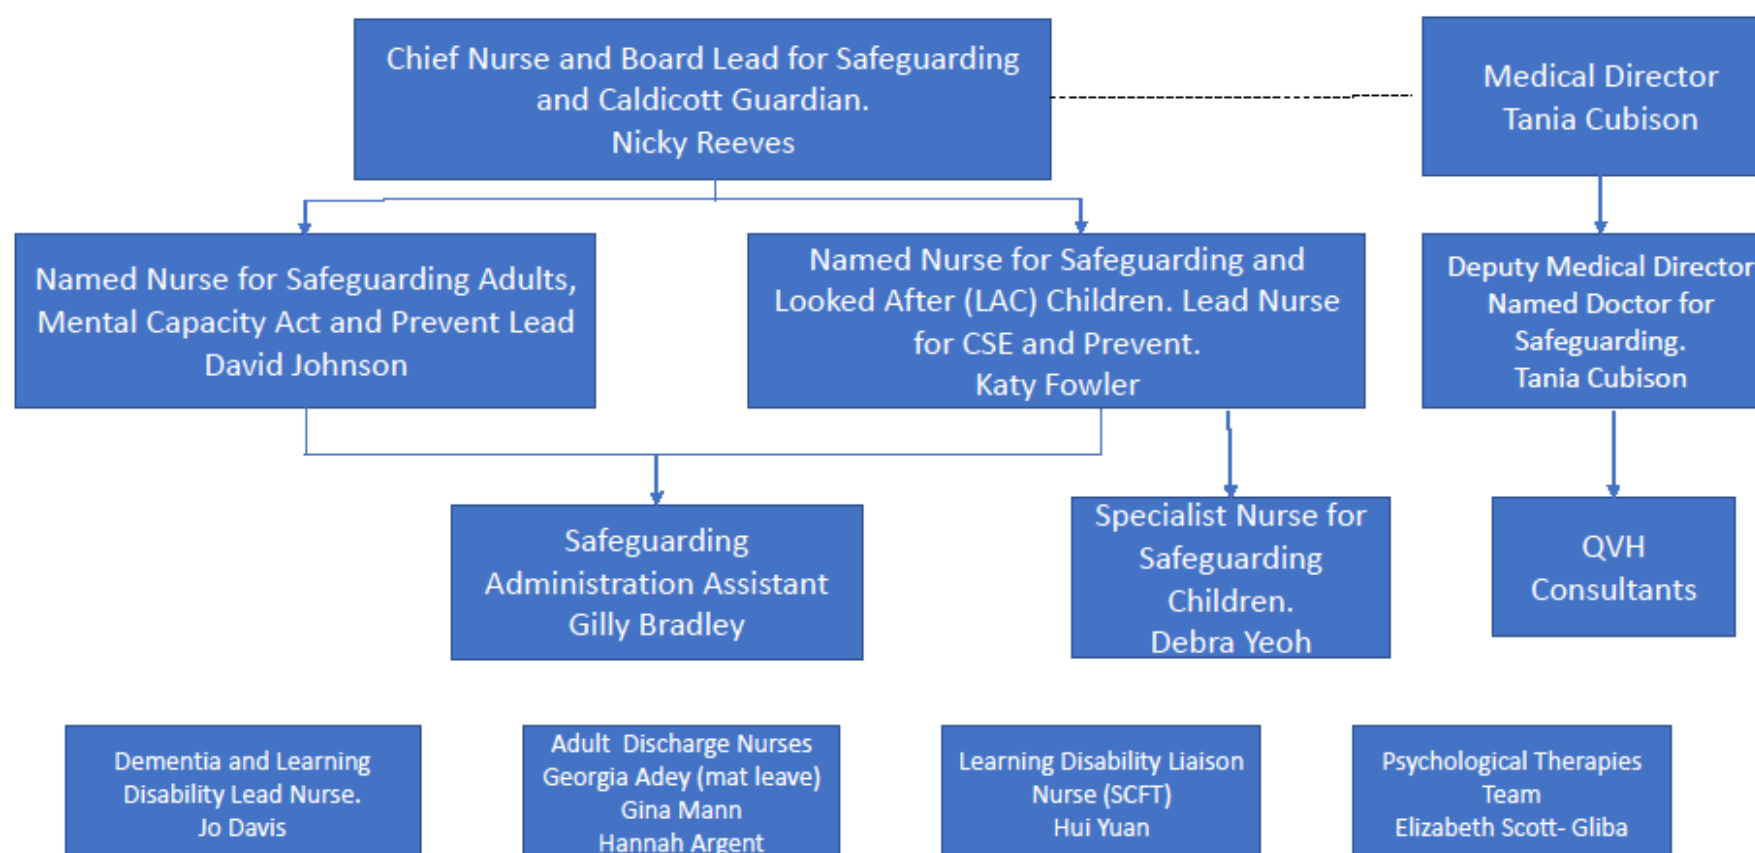 Chief Nurse and Board Lead for Safeguarding
and Caldicott Guardian.
Nicky Reeves
Medical Director
Tania Cubison
Named Nurse for Safeguarding Adults,
Mental Capacity Act and Prevent Lead
David Johnson
Named Nurse for Safeguarding and
Looked After (LAC) Children. Lead Nurse
for CSE and Prevent.
Katy Fowler
Deputy Medical Director
Named Doctor for
Safeguarding.
Tania Cubison
Safeguarding
Administration Assistant
Gilly Bradley
Specialist Nurse for
Safeguarding
Children.
Debra Yeoh
QVH
Consultants
Dementia and Learning
Disability Lead Nurse.
Jo Davis
Adult  Discharge Nurses
Georgia Adey (mat leave)
Gina Mann
Hannah Argent
Learning Disability Liaison
Nurse (SCFT)
Hui Yuan
Psychological Therapies
Team
Elizabeth Scott- Gliba